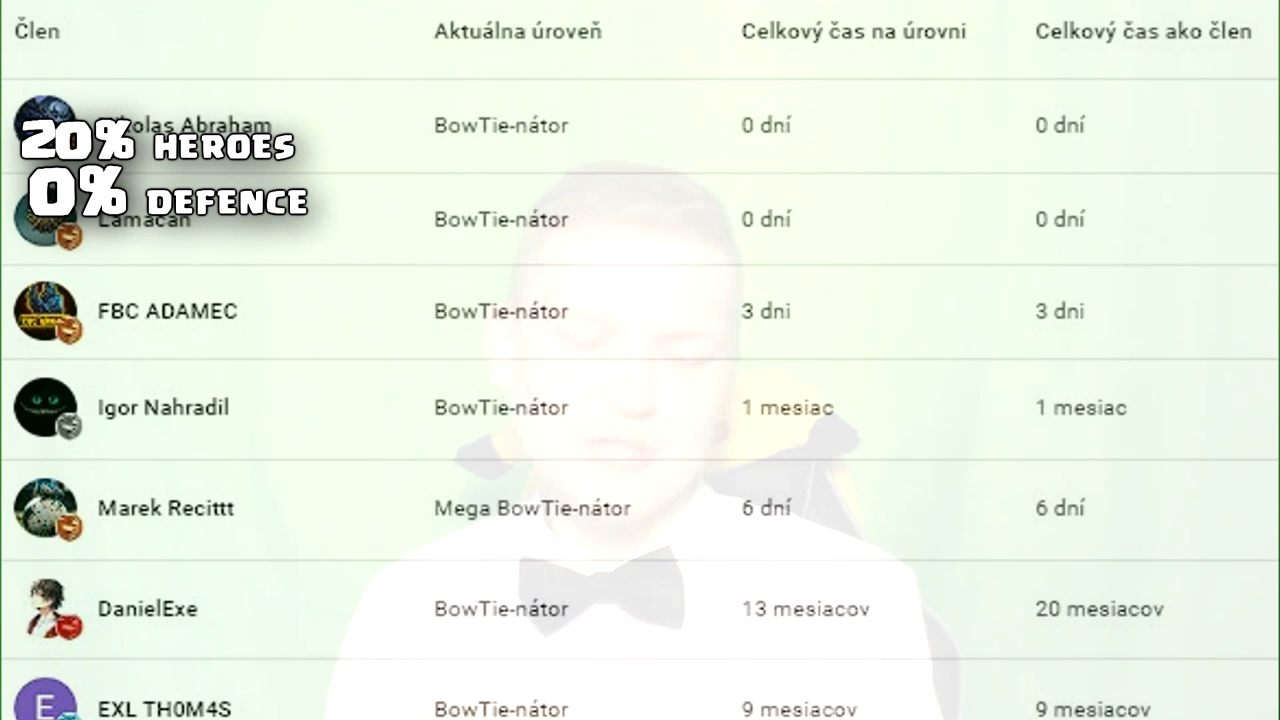 Člen Aktuálna úroveň Celkový čas na úrovni Celkový čas ako člen
Abraham BowTie-nátor 0 dní 0 dní
20% HEROES
0% DEFENCE
Lamacan BowTie-nátor 0 dní 0 dní
FBC ADAMEC BowTie-nátor 3 dni 3 dni
Igor Nahradil BowTie-nátor 1 mesiac 1 mesiac
Marek Recittt Mega BowTie-nátor 6 dní 6 dní
DanielExe BowTie-nátor 13 mesiacov 20 mesiacov
E
EXL TH0M4S BowTie-nátor 9 mesiacov 9 mesiacov